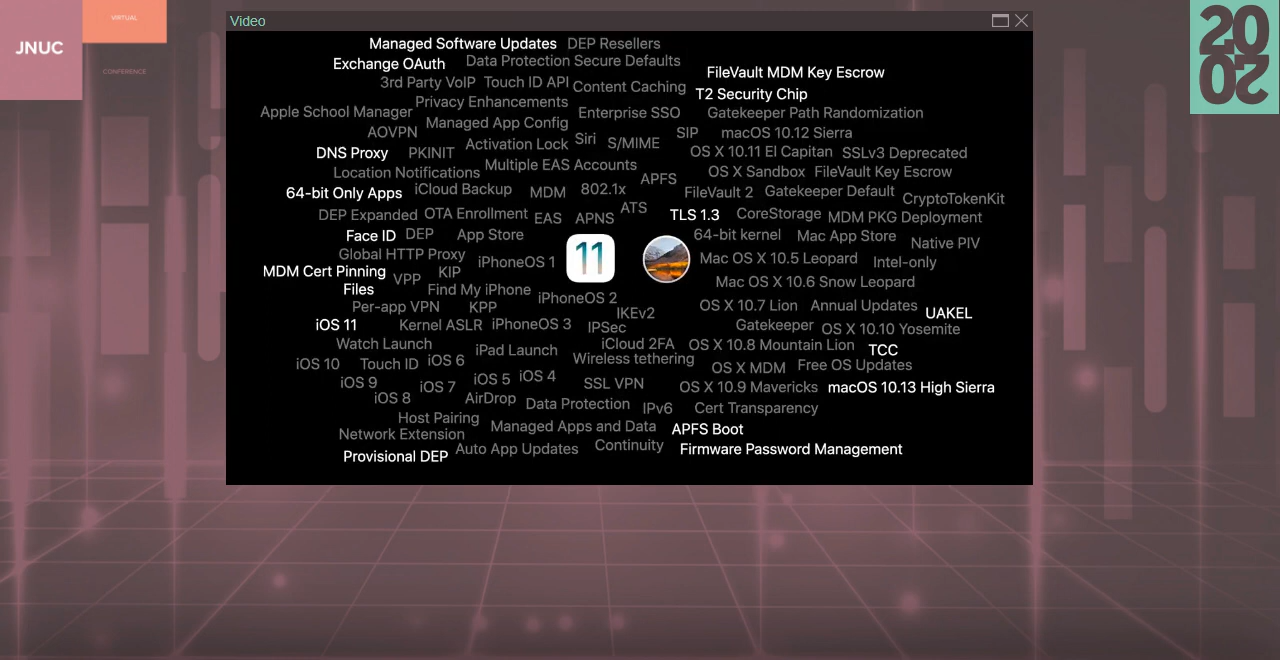 JNUC
VIRTUAL
CONFERENCE
2020
Video
Managed Software Updates DEP Resellers
Exchange OAuth Data Protection Secure Defaults
FileVault MDM Key Escrow
3rd Party VoIP Touch ID API Content Caching
T2 Security Chip
Privacy Enhancements
Apple School Manager Enterprise SSO Gatekeeper Path Randomization
Managed App Config
AOVPN Activation Lock Siri S/MIME SIP macOS 10.12 Sierra
DNS Proxy PKINIT OS X 10.11 El Capitan SSLv3 Deprecated
Multiple EAS Accounts
Location Notifications APFS OS X Sandbox FileVault Key Escrow
64-bit Only Apps iCloud Backup MDM 802.1x FileVault 2 Gatekeeper Default CryptoTokenKit
DEP Expanded OTA Enrollment EAS APNS ATS TLS 1.3 CoreStorage MDM PKG Deployment
Face ID DEP App Store 64-bit kernel Mac App Store Native PIV
Global HTTP Proxy iPhoneOS 1 11 Mac OS X 10.5 Leopard Intel-only
MDM Cert Pinning VPP KIP
Files Find My iPhone Mac OS X 10.6 Snow Leopard
iPhoneOS 2
Per-app VPN KPP IKEv2 OS X 10.7 Lion Annual Updates UAKEL
iOS 11 Kernel ASLR iPhoneOS 3 IPSec Gatekeeper OS X 10.10 Yosemite
Watch Launch iPad Launch iCloud 2FA OS X 10.8 Mountain Lion TCC
iOS 10 Touch ID iOS 6 Wireless tethering OS X MDM Free OS Updates
iOS 9 iOS 7 iOS 5 iOS 4 SSL VPN OS X 10.9 Mavericks macOS 10.13 High Sierra
iOS 8 AirDrop Data Protection IPv6 Cert Transparency
Host Pairing Managed Apps and Data APFS Boot
Network Extension Auto App Updates Continuity Firmware Password Management
Provisional DEP